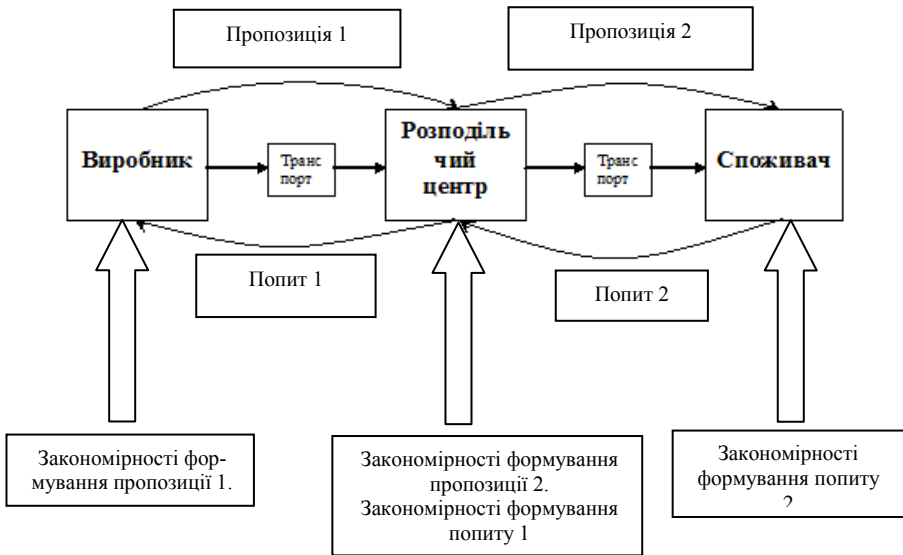 Пропозиція 1
Пропозиція 2
Виробник
Транс
порт
Розподіль
чий
центр
Транс
порт
Споживач
Попит 1
Попит 2
Закономірності фор-
мування пропозиції 1.
Закономірності формування
пропозиції 2.
Закономірності формування
попиту 1
Закономірності
формування попиту
2